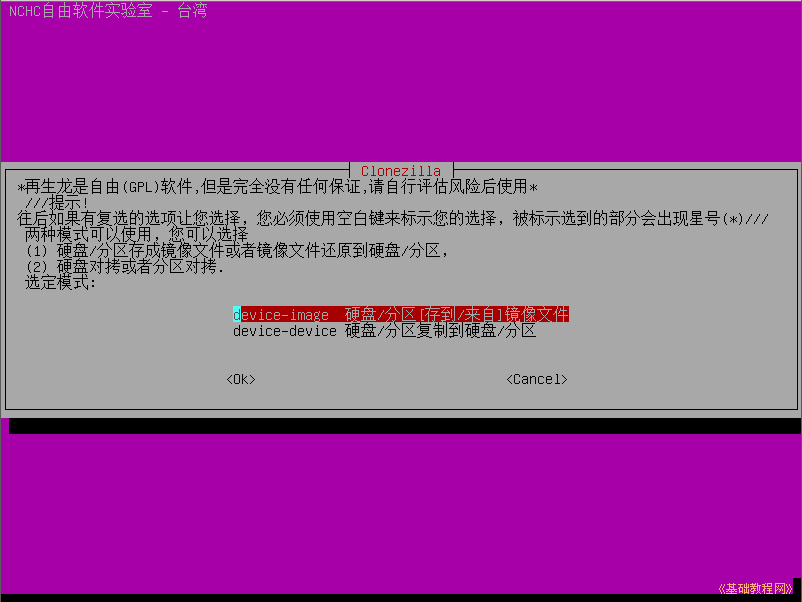 NCHC自由软件实验室 - 台湾
Clonezilla
*再生龙是自由(GPL)软件,但是完全没有任何保证,请自行评估风险后使用*
///提示!
往后如果有复选的选项让您选择，您必须使用空白键来标示您的选择，被标示选到的部分会出现星号(*)///
两种模式可以使用，您可以选择
(1) 硬盘/分区存成镜像文件或者镜像文件还原到硬盘/分区，
(2) 硬盘对拷或者分区对拷.
选定模式:
device-image 硬盘/分区[存到/来自]镜像文件
device-device 硬盘/分区复制到硬盘/分区
<Ok> <Cancel>
《基础教程网》